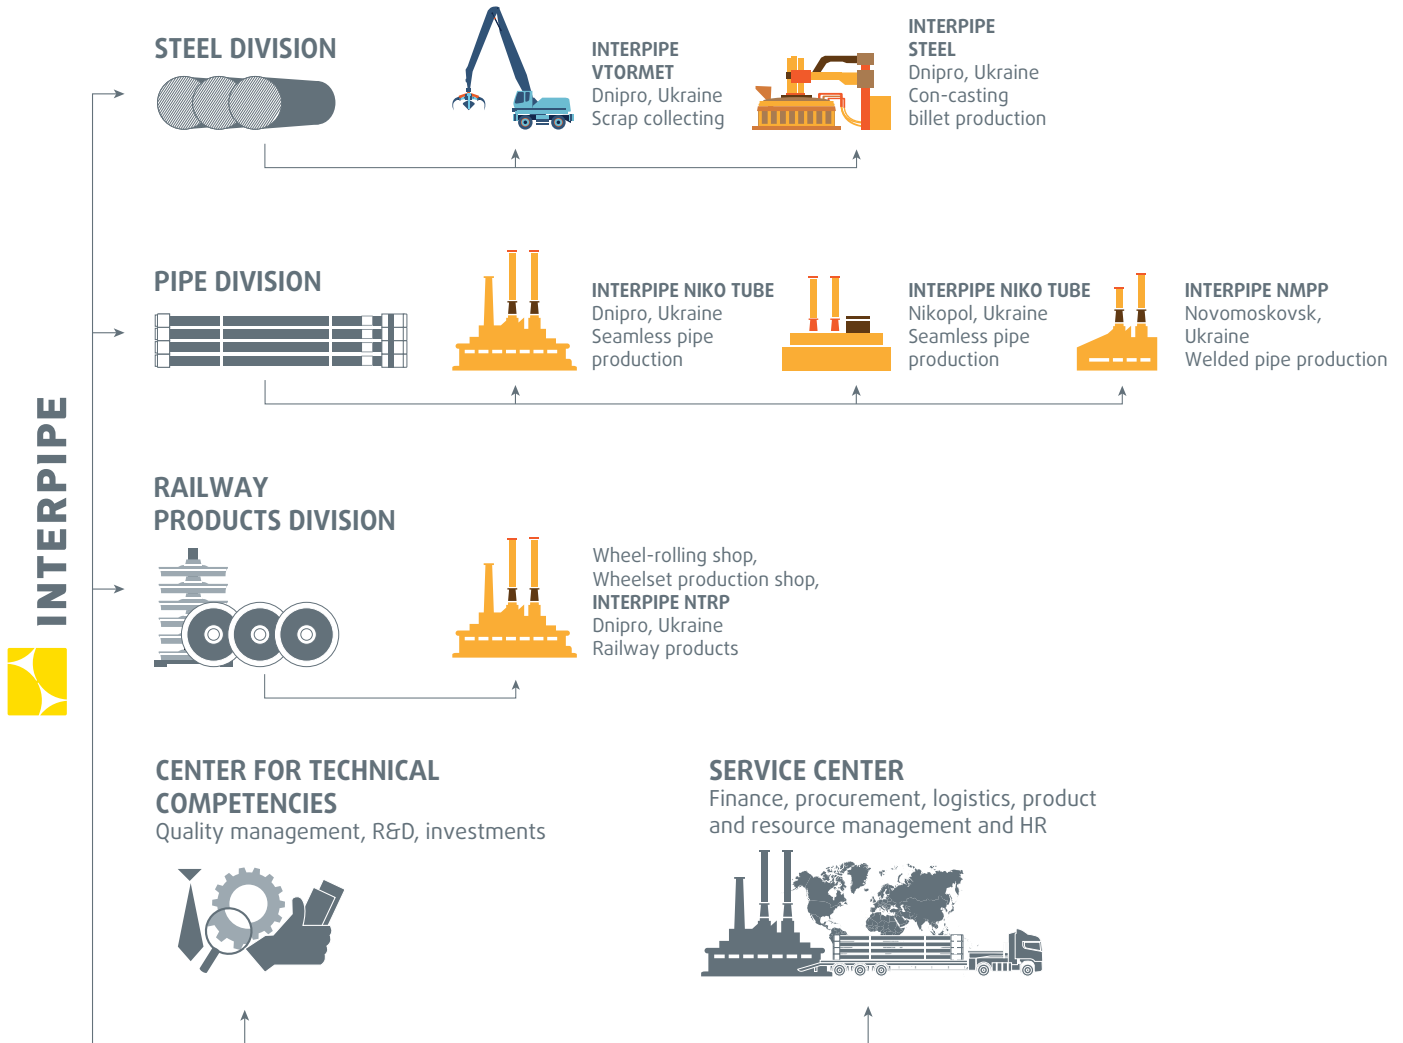 INTERPIPE
STEEL DIVISION
INTERPIPE
VTORMET
Dnipro, Ukraine
Scrap collecting
INTERPIPE
STEEL
Dnipro, Ukraine
Con-casting
billet production
PIPE DIVISION
INTERPIPE NIKO TUBE
Dnipro, Ukraine
Seamless pipe
production
INTERPIPE NIKO TUBE
Nikopol, Ukraine
Seamless pipe
production
INTERPIPE NMPP
Novomoskovsk,
Ukraine
Welded pipe production
RAILWAY
PRODUCTS DIVISION
Wheel-rolling shop,
Wheelset production shop,
INTERPIPE NTRP
Dnipro, Ukraine
Railway products
CENTER FOR TECHNICAL
COMPETENCIES
Quality management, R&D, investments
SERVICE CENTER
Finance, procurement, logistics, product
and resource management and HR